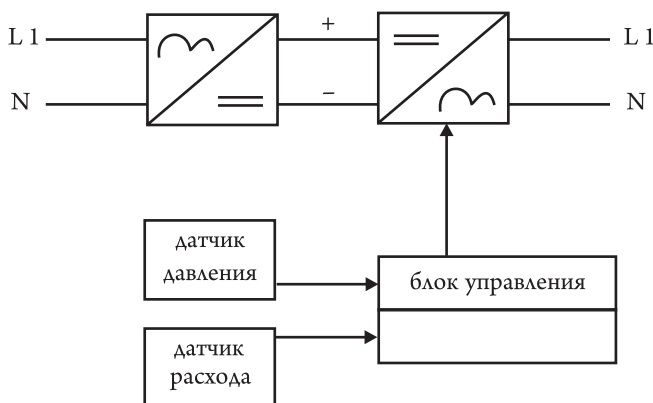 L 1
+
L 1
N
–
N
датчик
давления
блок управления
датчик
расхода